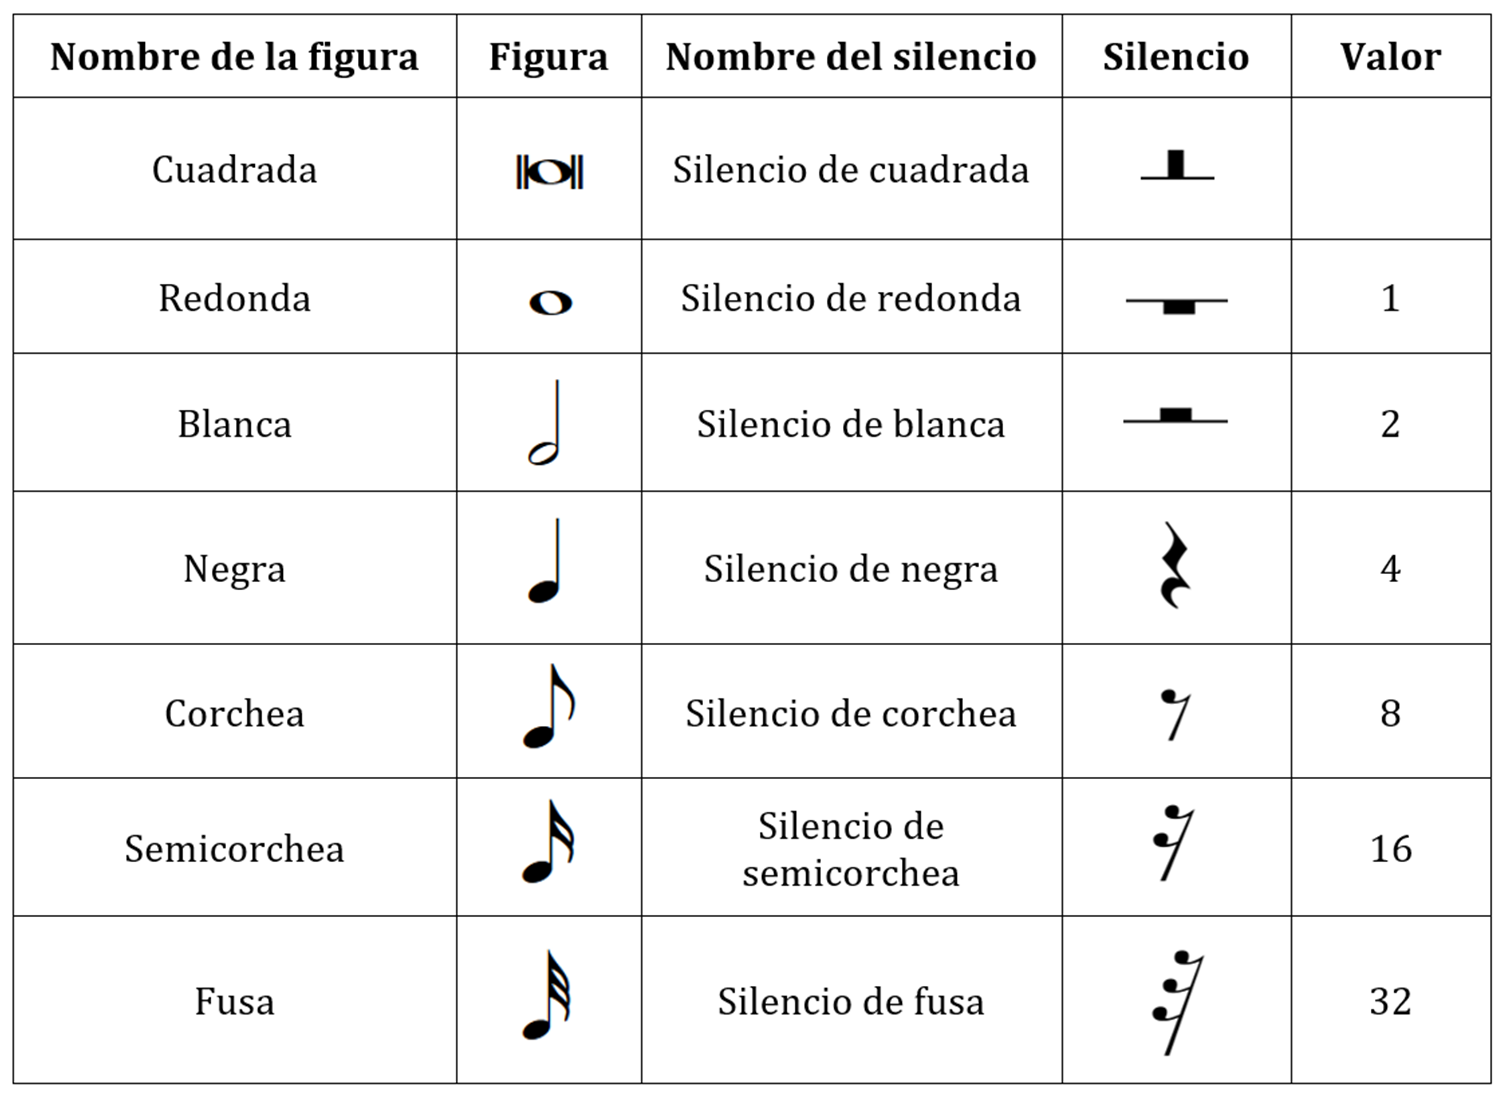 Nombre de la figura Figura Nombre del silencio Silencio Valor
Cuadrada Silencio de cuadrada
Redonda Silencio de redonda 1
Blanca Silencio de blanca 2
Negra Silencio de negra 4
Corchea Silencio de corchea 8
Semicorchea Silencio de
semicorchea 16
Fusa Silencio de fusa 32